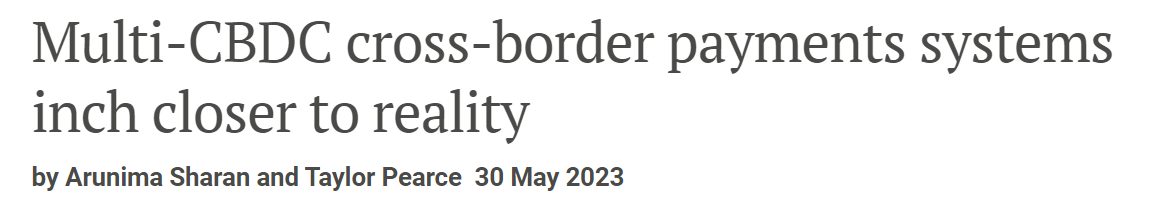 Multi-CBDC cross-border payments systems
inch closer to reality
by Arunima Sharan and Taylor Pearce 30 May 2023